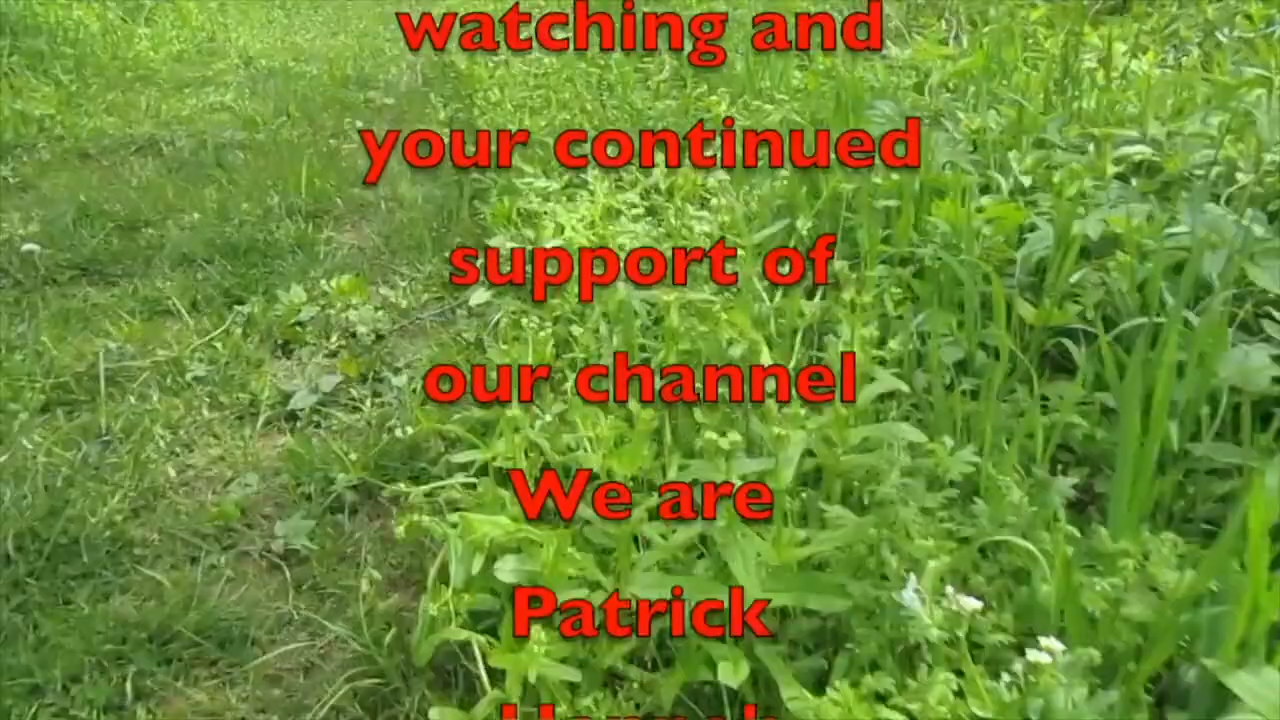 watching and
your continued
support of
our channel
We are
Patrick